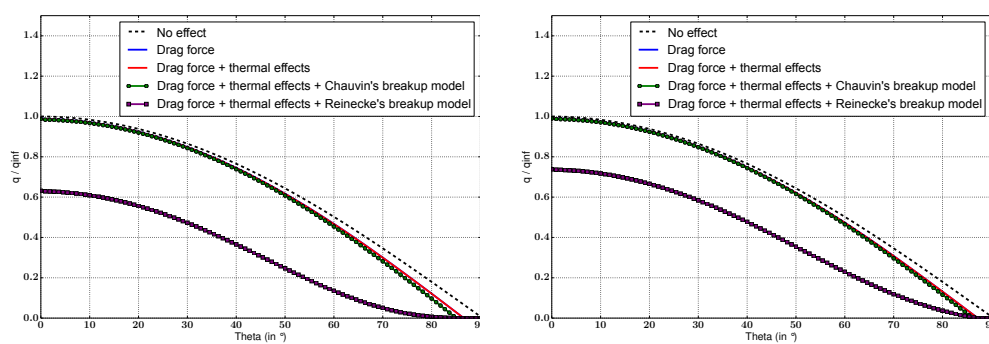 1.4
1.2
1.0
0.8
0.6
0.4
0.2
0.0
q / qinf
0 10 20 30 40 50 60 70 80 9
Theta (in °)
No effect
Drag force
Drag force + thermal effects
Drag force + thermal effects + Chauvin's breakup model
Drag force + thermal effects + Reinecke's breakup model
1.4
1.2
1.0
0.8
0.6
0.4
0.2
0.0
q / qinf
0 10 20 30 40 50 60 70 80 9
Theta (in °)
No effect
Drag force
Drag force + thermal effects
Drag force + thermal effects + Chauvin's breakup model
Drag force + thermal effects + Reinecke's breakup model